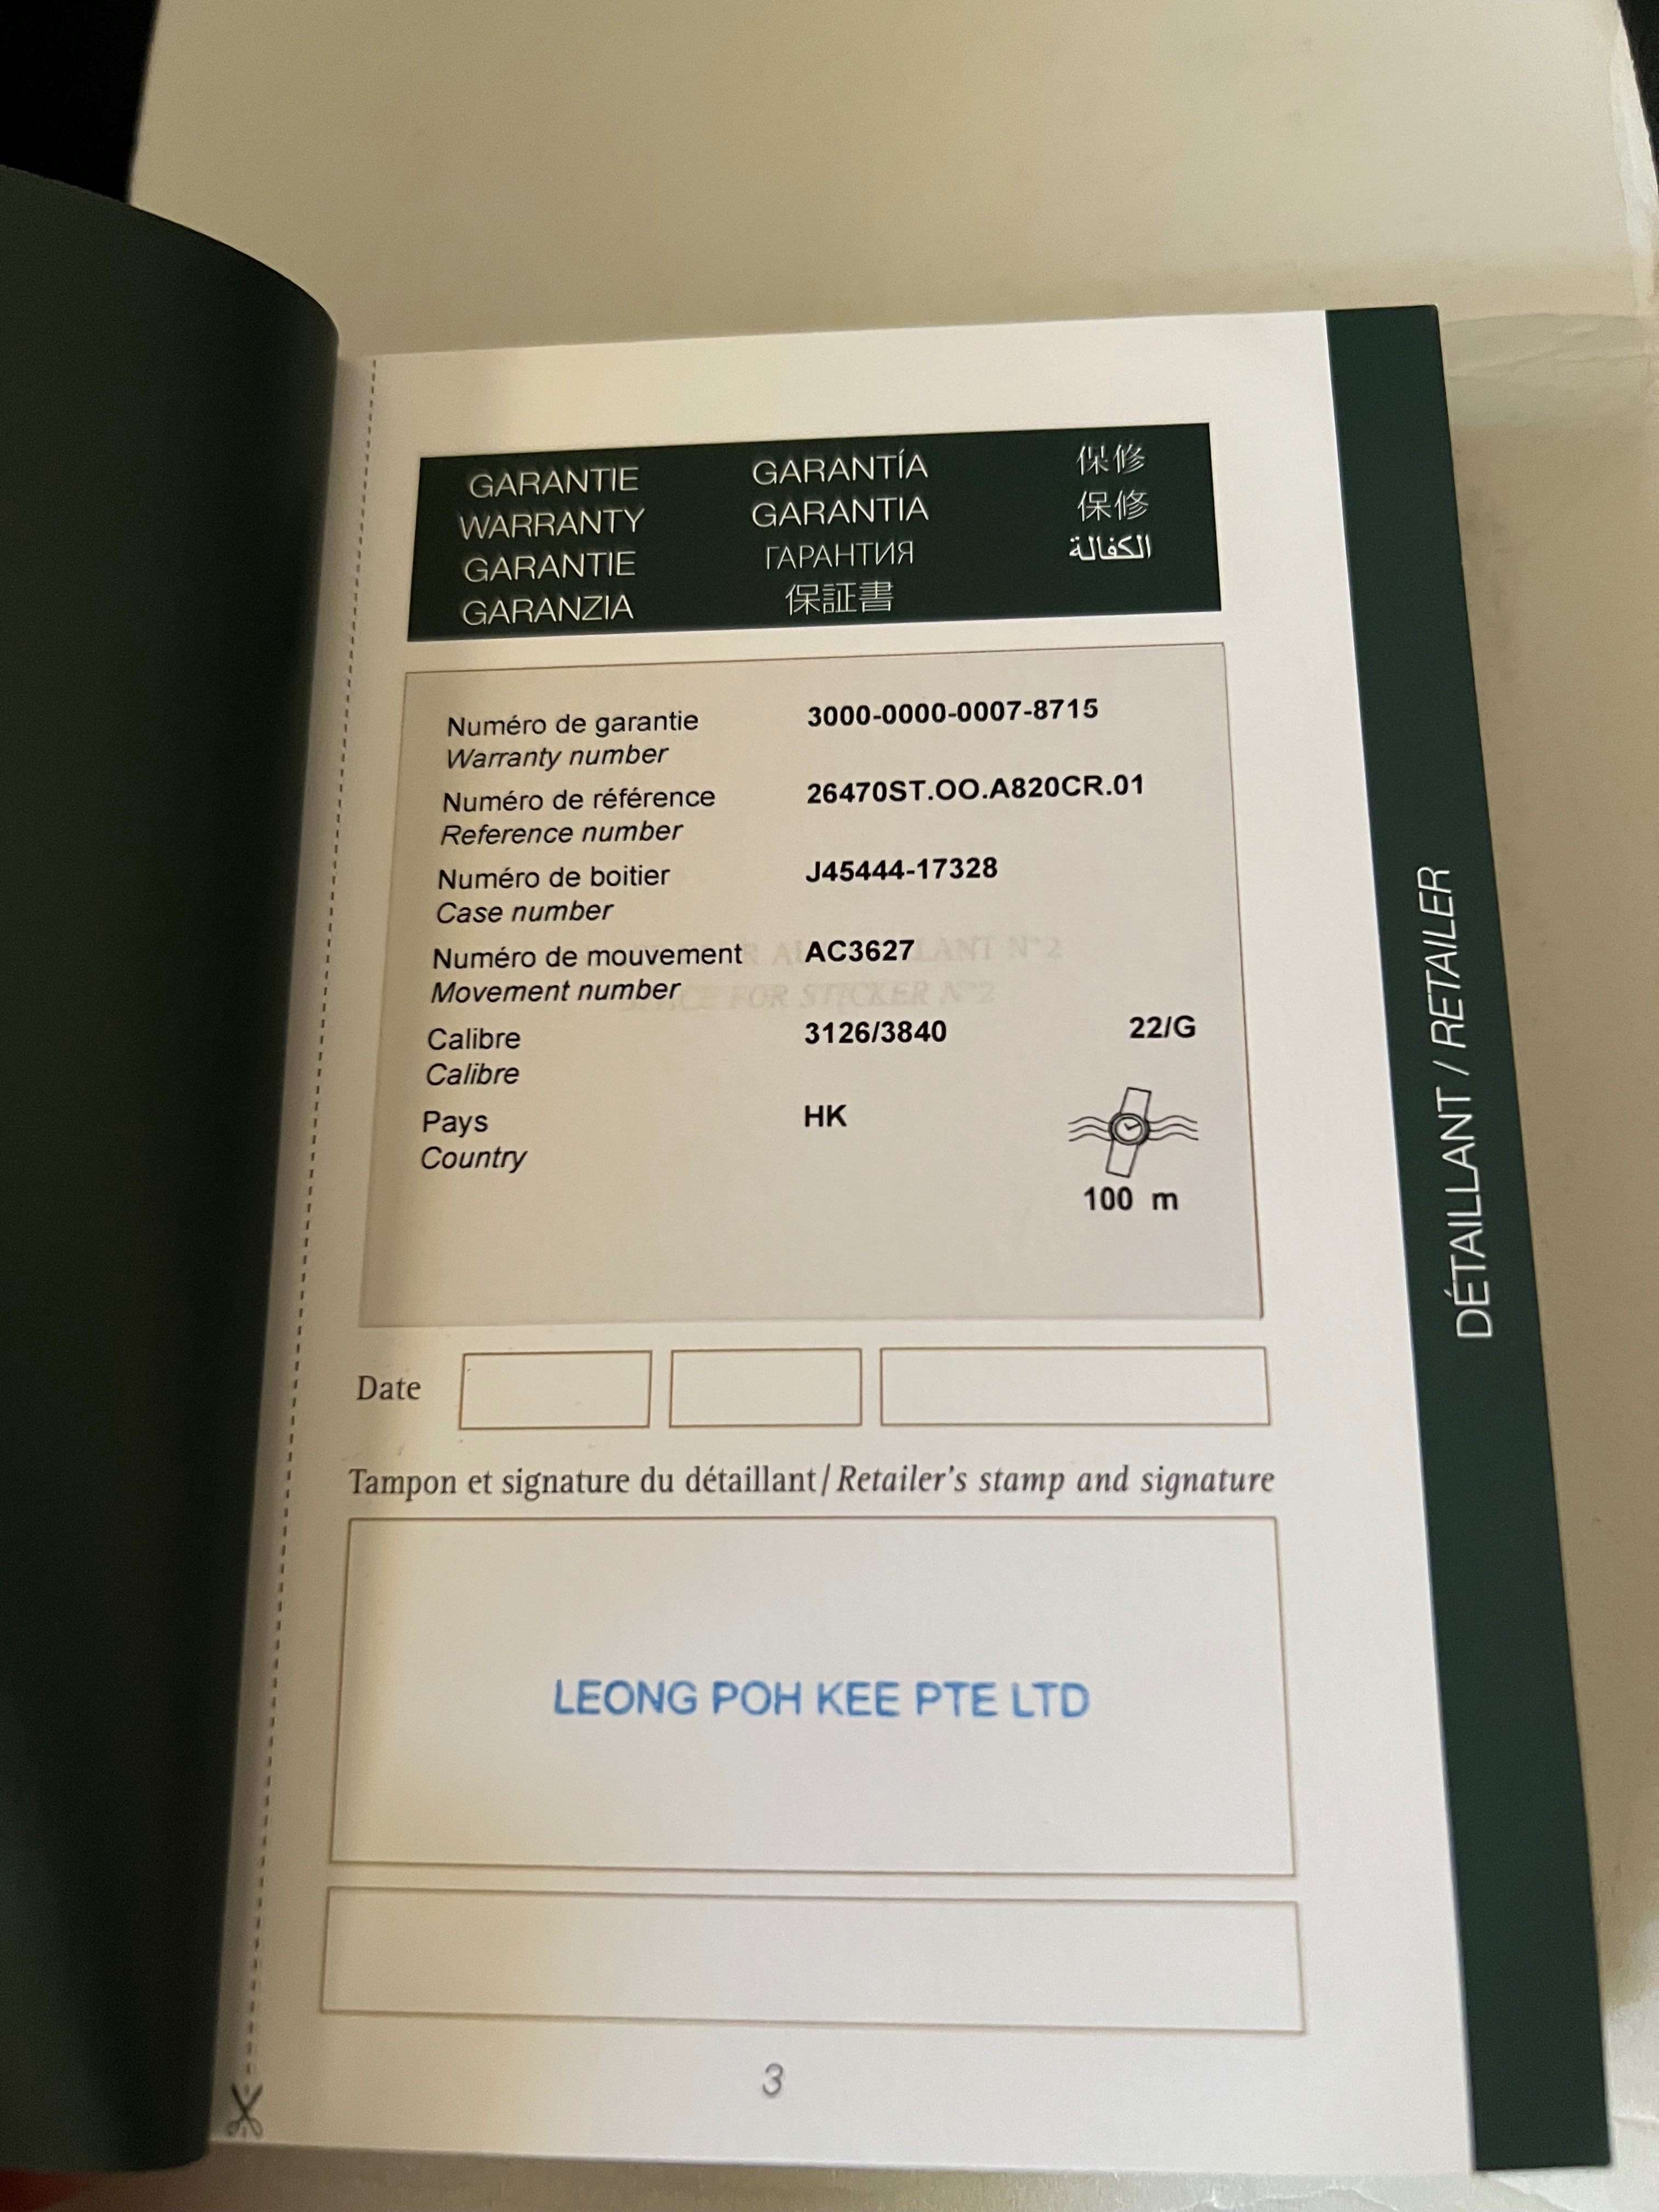 GARANTIE
WARRANTY
GARANTIE
GARANZIA
GARANTÍA
GARANTIA
ГАРАНТИЯ
保証書
保修
保修
الكفالة
Numéro de garantie 3000-0000-0007-8715
Warranty number
Numéro de référence 26470ST.OO.A820CR.01
Reference number
Numéro de boitier J45444-17328
Case number
Numéro de mouvement AC3627
Movement number
Calibre 3126/3840 22/G
Calibre
Pays HK
Country
100 m
Date
Tampon et signature du détaillant/Retailer's stamp and signature
LEONG POH KEE PTE LTD
3
DÉTAILLANT / RETAILER